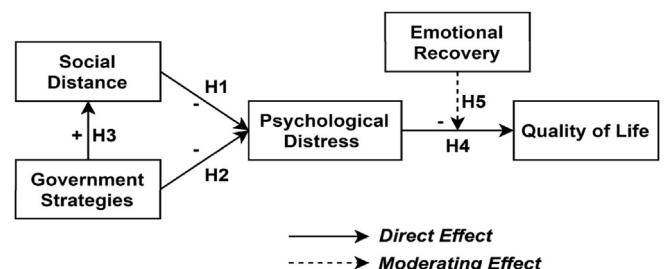 Social
Distance
Emotional
Recovery
H1
-
H5
+ H3
Psychological
Distress
-
H4
Quality of Life
-
H2
Government
Strategies
Direct Effect
Moderating Effect